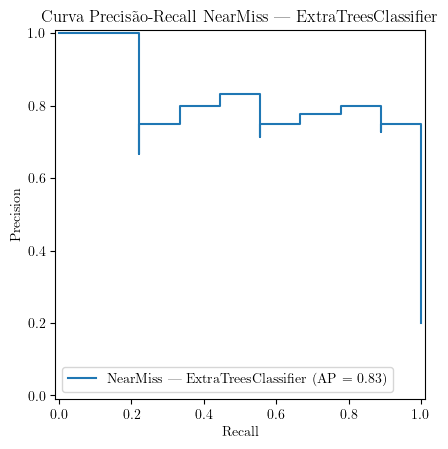 Curva Precisão-Recall NearMiss — ExtraTreesClassifier
1.0
0.8
0.6
0.4
0.2
0.0
Precision
NearMiss — ExtraTreesClassifier (AP = 0.83)
0.0 0.2 0.4 0.6 0.8 1.0
Recall